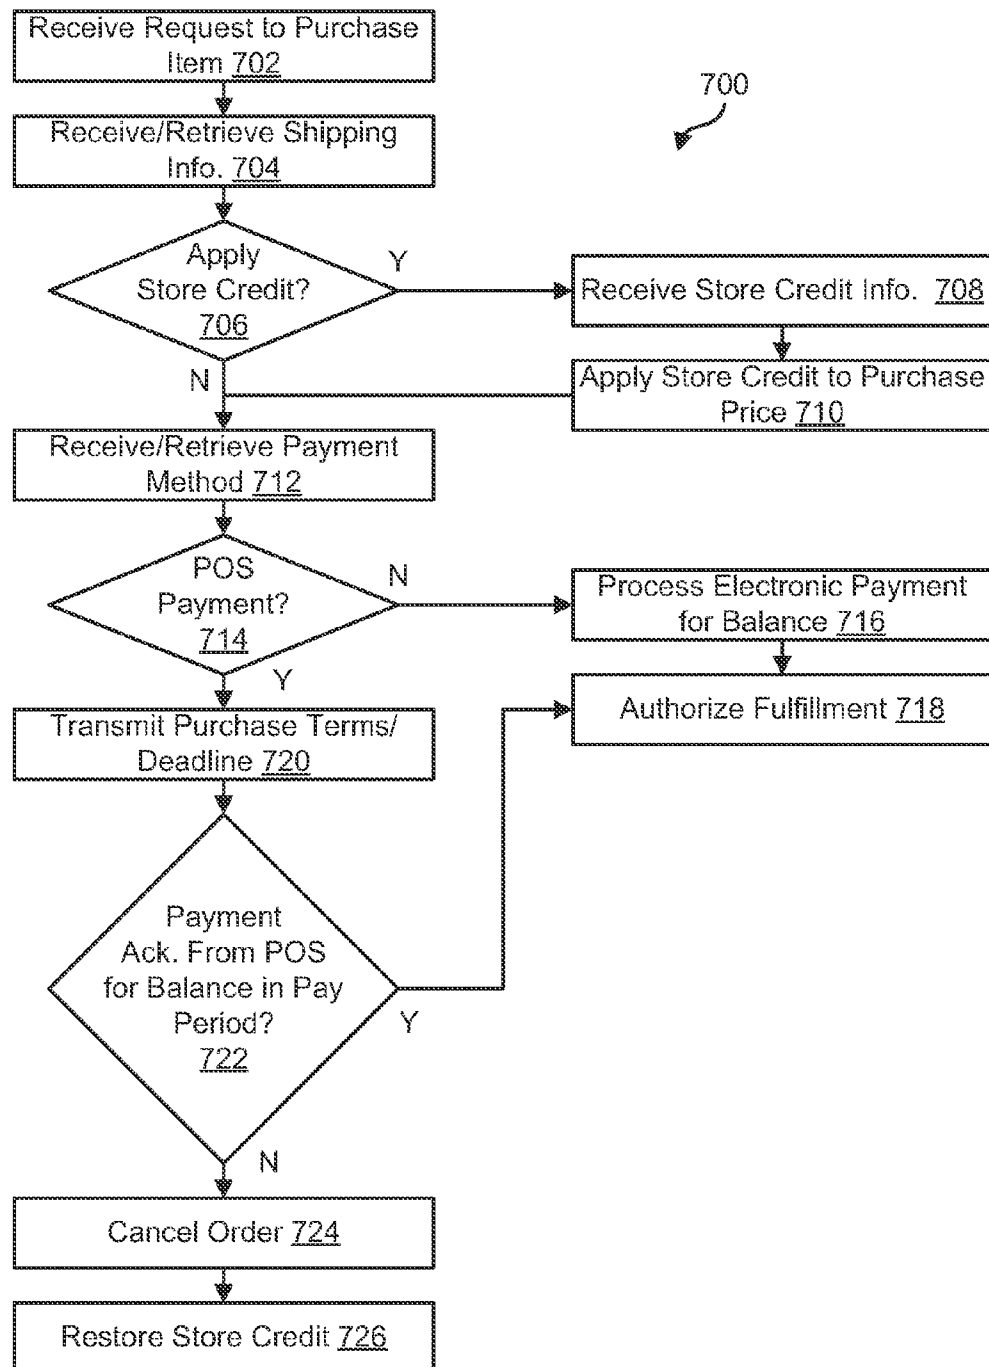 Receive Request to Purchase
Item 702
700
Receive/Retrieve Shipping
Info. 704
Apply
Store Credit?
706
Y
N
Receive Store Credit Info. 708
Apply Store Credit to Purchase
Price 710
Receive/Retrieve Payment
Method 712
POS
Payment?
714
N
Y
Process Electronic Payment
for Balance 716
Authorize Fulfillment 718
Transmit Purchase Terms/
Deadline 720
Payment
Ack. From POS
for Balance in Pay
Period?
722
Y
N
Cancel Order 724
Restore Store Credit 726